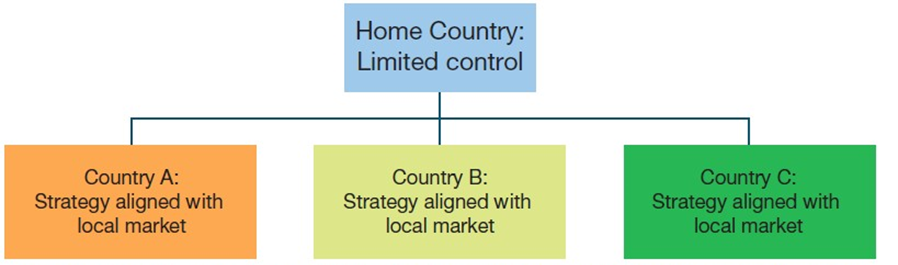 Home Country:
Limited control
Country A:
Strategy aligned with
local market
Country B:
Strategy aligned with
local market
Country C:
Strategy aligned with
local market